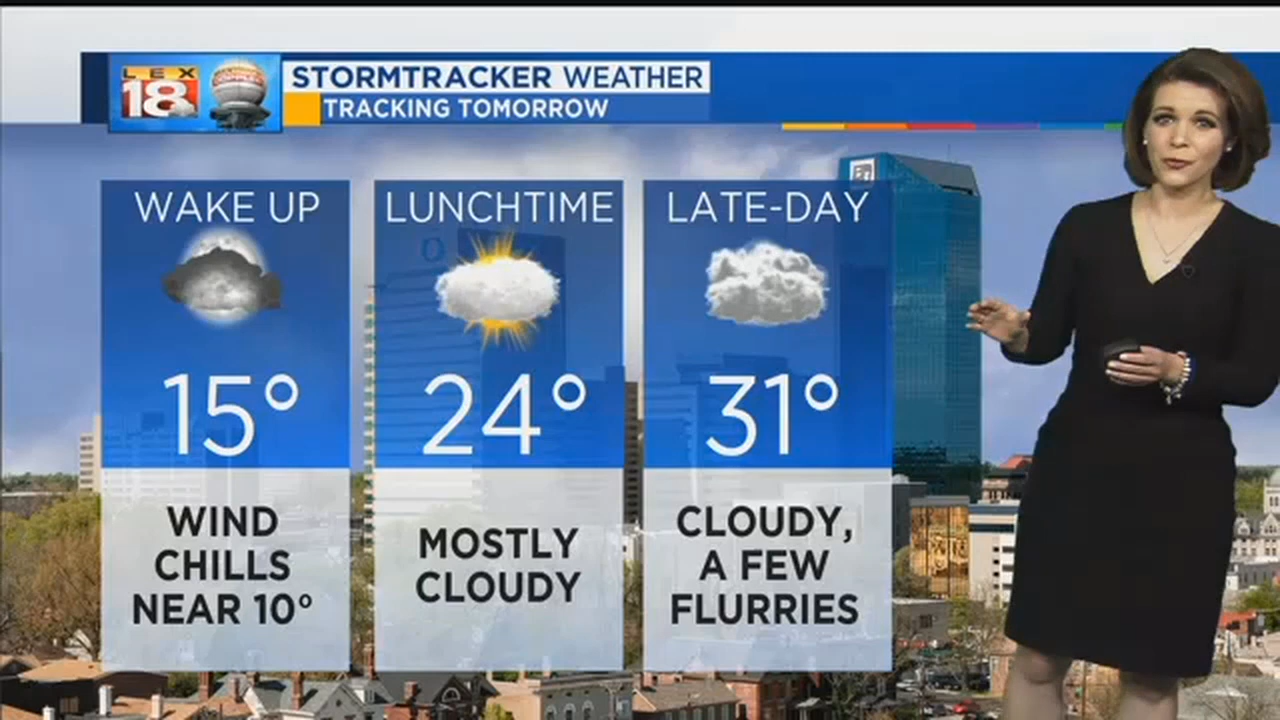 LEX
18
STORMTRACKER WEATHER
TRACKING TOMORROW
WAKE UP
15°
WIND
CHILLS
NEAR 10°
LUNCHTIME
24°
MOSTLY
CLOUDY
LATE-DAY
31°
CLOUDY,
A FEW
FLURRIES